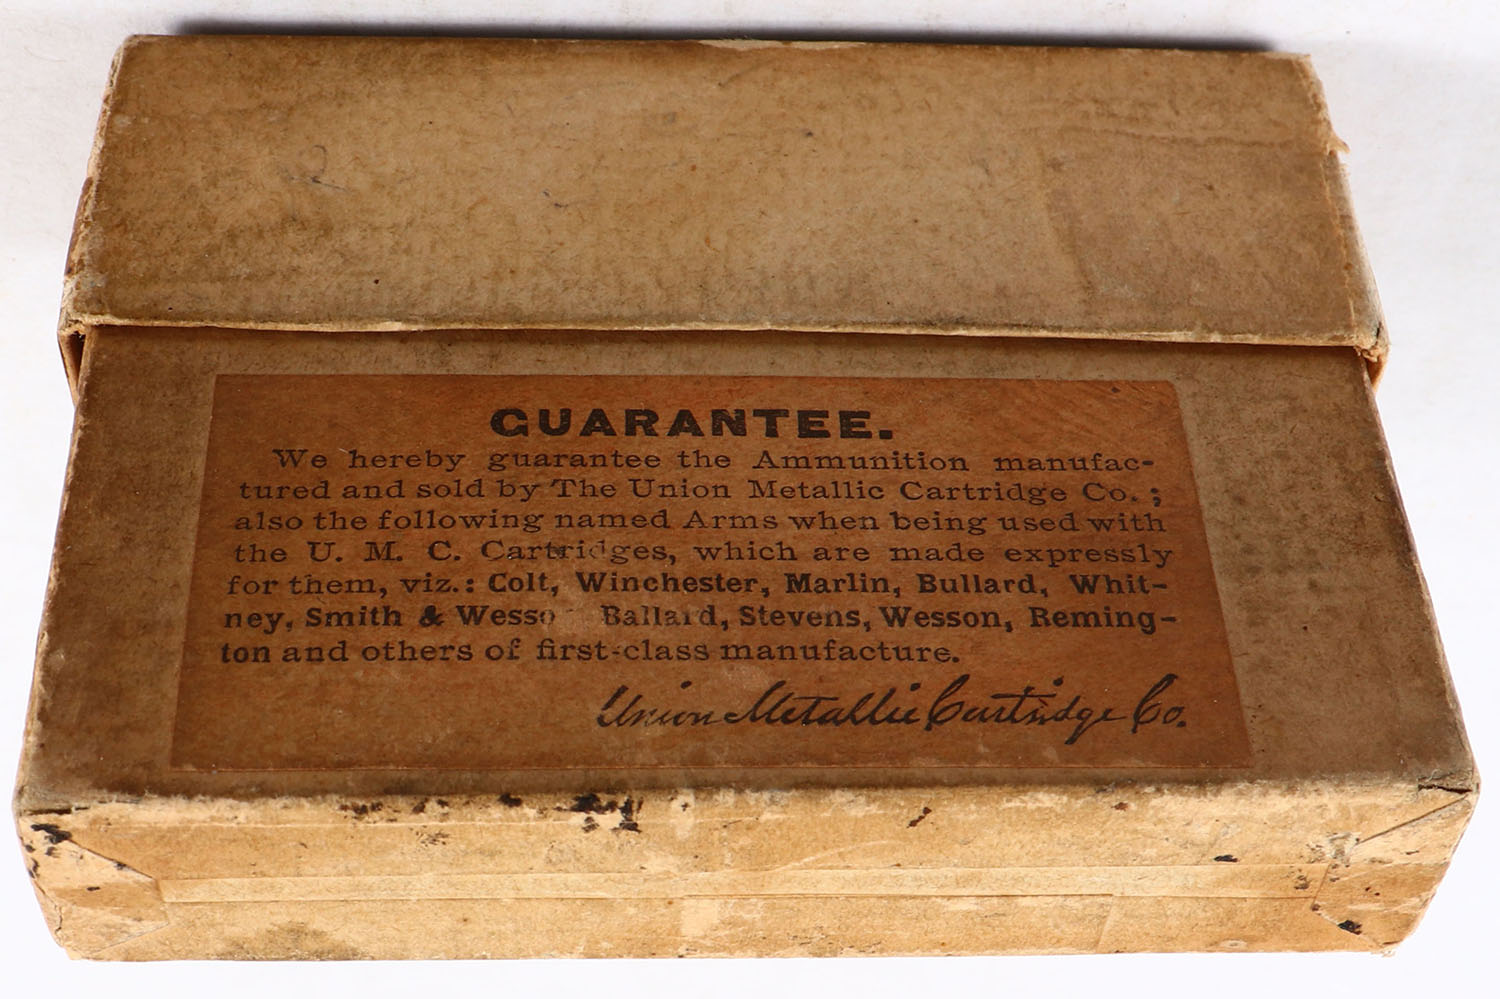 GUARANTEE.
We hereby guarantee the Ammunition manufac-
tured and sold by The Union Metallic Cartridge Co. ;
also the following named Arms when being used with
the U. M. C. Cartridges, which are made expressly
for them, viz.: Colt, Winchester, Marlin, Bullard, Whit-
ney, Smith & Wesso Ballard, Stevens, Wesson, Reming-
ton and others of first-class manufacture.
Union Metallic Cartridge Co.